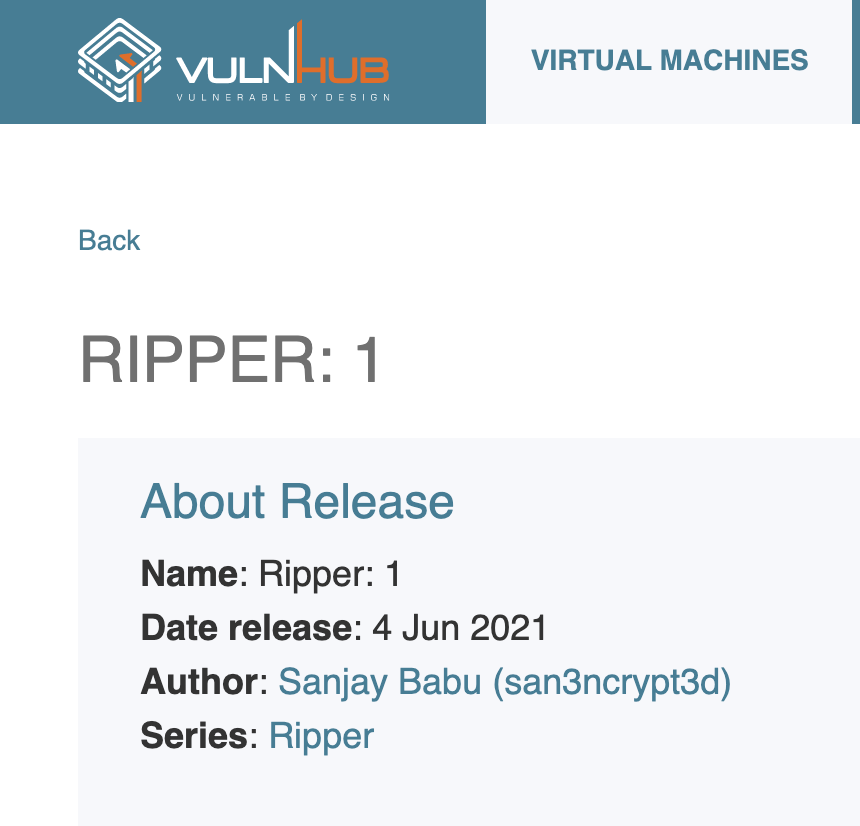 VULNHUB
VULNERABLE BY DESIGN
VIRTUAL MACHINES
Back
RIPPER: 1
About Release
Name: Ripper: 1
Date release: 4 Jun 2021
Author: Sanjay Babu (san3ncrypt3d)
Series: Ripper